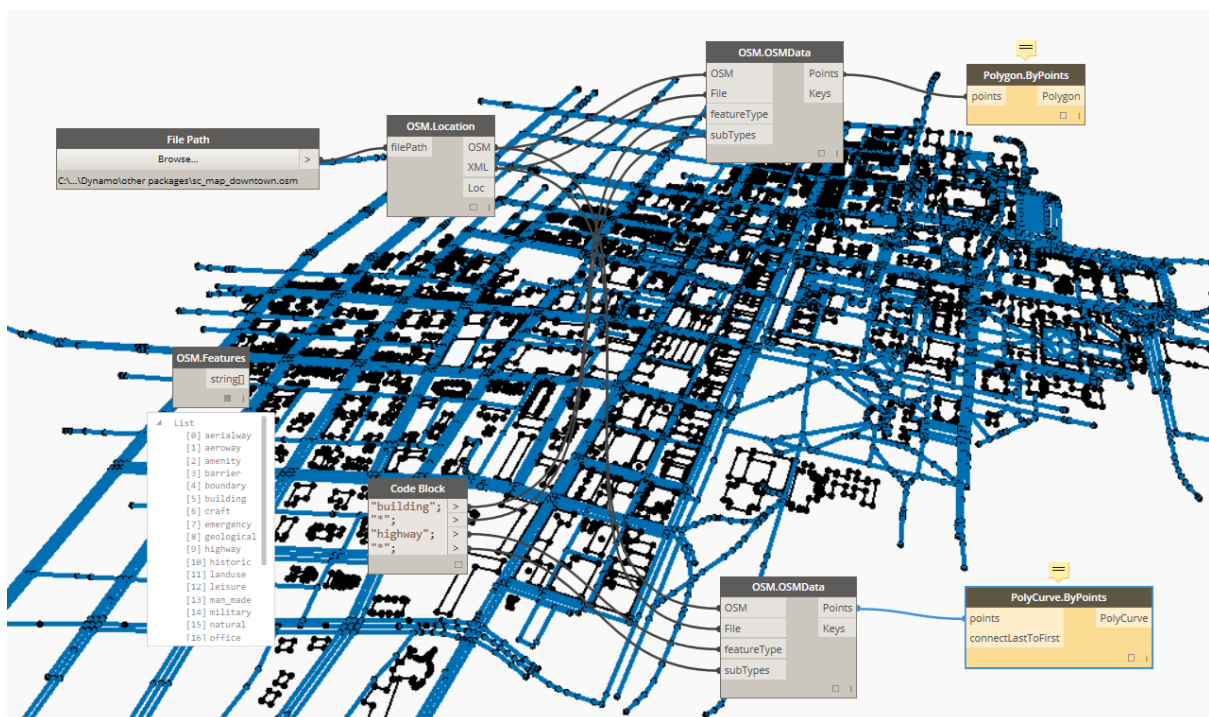 OSM.OSMData
OSM
Points
File
Keys
featureType
subTypes
Polygon.ByPoints
points
Polygon
File Path
Browse...
>
C:\...\Dynamo\other packages\sc_map_downtown.osm
OSM.Location
filePath
OSM
XML
Loc
OSM.Features
string[]
List
[0] aerialway
[1] aeroway
[2] amenity
[3] barrier
[4] boundary
[5] building
[6] craft
[7] emergency
[8] geological
[9] highway
[10] historic
[11] landuse
[12] leisure
[13] man_made
[14] military
[15] natural
[16] office
Code Block
"building"; >
"*"; >
"highway"; >
"*"; >
OSM.OSMData
OSM
Points
File
Keys
featureType
subTypes
PolyCurve.ByPoints
points
PolyCurve
connectLastToFirst